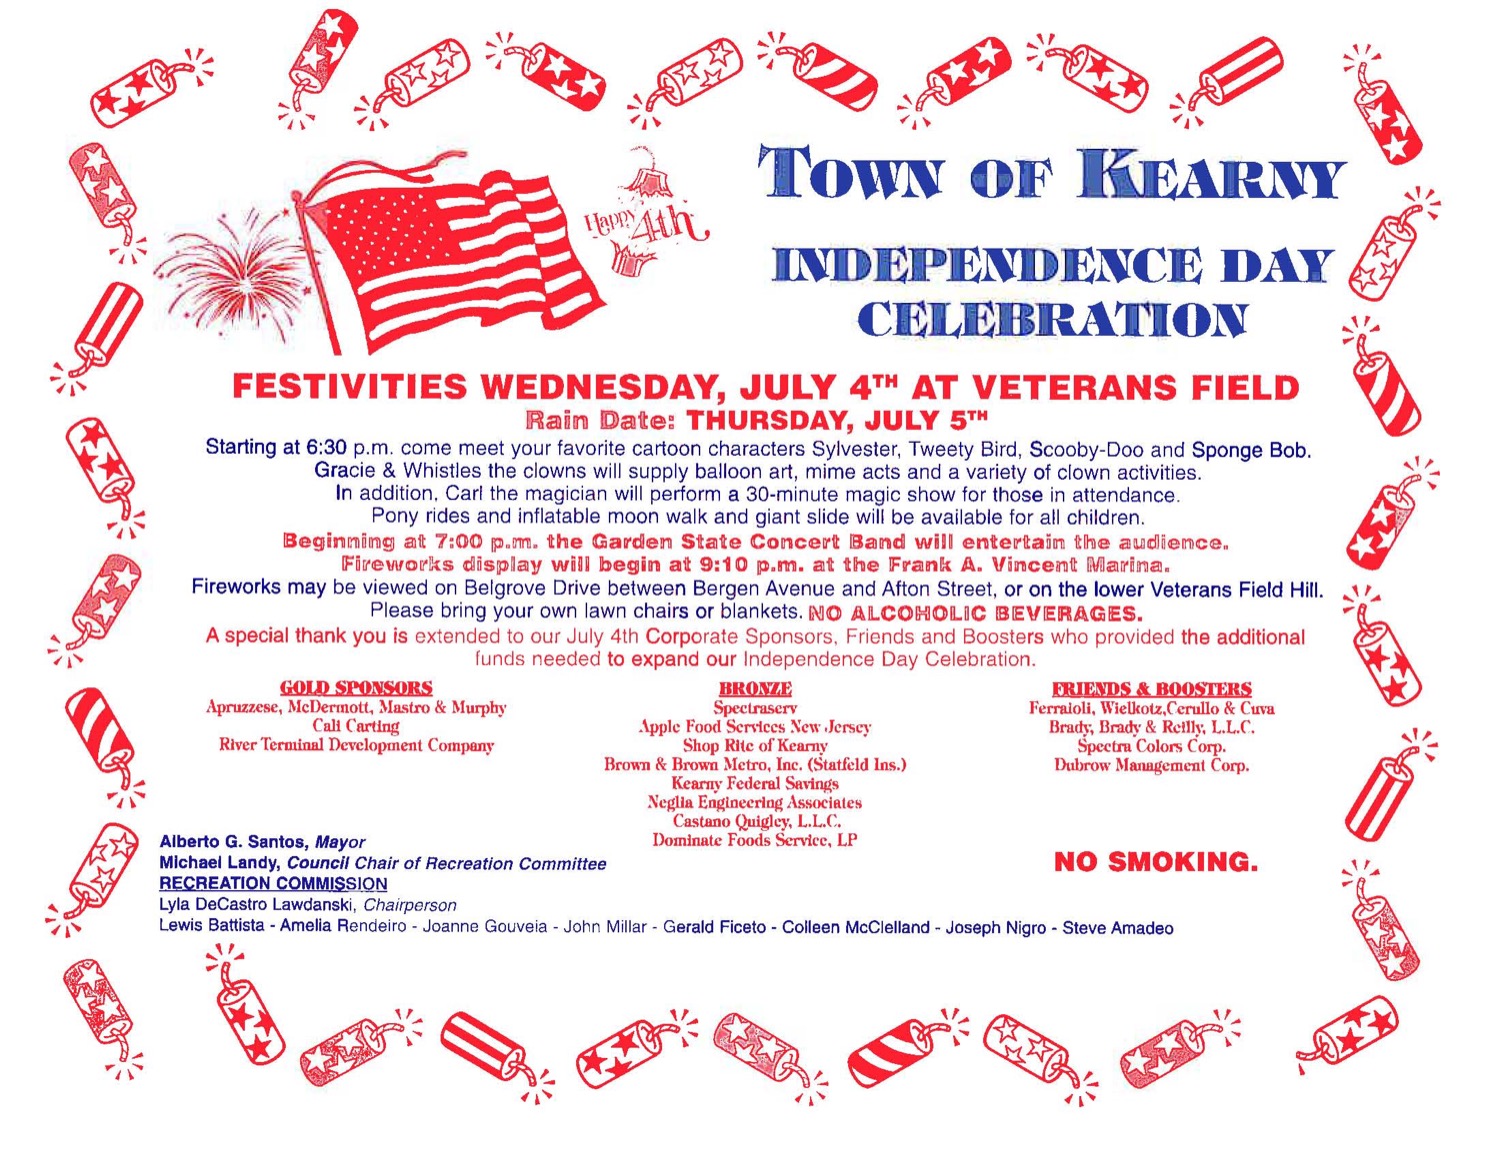 Happy 4th
TOWN OF KEARNY
INDEPENDENCE DAY
CELEBRATION
FESTIVITIES WEDNESDAY, JULY 4TH AT VETERANS FIELD
Rain Date: THURSDAY, JULY 5TH
Starting at 6:30 p.m. come meet your favorite cartoon characters Sylvester, Tweety Bird, Scooby-Doo and Sponge Bob.
Gracie & Whistles the clowns will supply balloon art, mime acts and a variety of clown activities.
In addition, Carl the magician will perform a 30-minute magic show for those in attendance.
Pony rides and inflatable moon walk and giant slide will be available for all children.
Beginning at 7:00 p.m. the Garden State Concert Band will entertain the audience.
Fireworks display will begin at 9:10 p.m. at the Frank A. Vincent Marina.
Fireworks may be viewed on Belgrove Drive between Bergen Avenue and Afton Street, or on the lower Veterans Field Hill.
Please bring your own lawn chairs or blankets. NO ALCOHOLIC BEVERAGES.
A special thank you is extended to our July 4th Corporate Sponsors, Friends and Boosters who provided the additional
funds needed to expand our Independence Day Celebration.
GOLD SPONSORS
Apruzzese, McDermott, Mastro & Murphy
Cali Carting
River Terminal Development Company
BRONZE
Spectraserv
Apple Food Services New Jersey
Shop Rite of Kearny
Brown & Brown Metro, Inc. (Statfeld Ins.)
Kearny Federal Savings
Neglia Engineering Associates
Castano Quigley, L.L.C.
Dominate Foods Service, LP
FRIENDS & BOOSTERS
Ferraioli, Wielkotz,Cerullo & Cuva
Brady, Brady & Reilly, L.L.C.
Spectra Colors Corp.
Dubrow Management Corp.
NO SMOKING.
Alberto G. Santos, Mayor
Michael Landy, Council Chair of Recreation Committee
RECREATION COMMISSION
Lyla DeCastro Lawdanski, Chairperson
Lewis Battista - Amelia Rendeiro - Joanne Gouveia - John Millar - Gerald Ficeto - Colleen McClelland - Joseph Nigro - Steve Amadeo